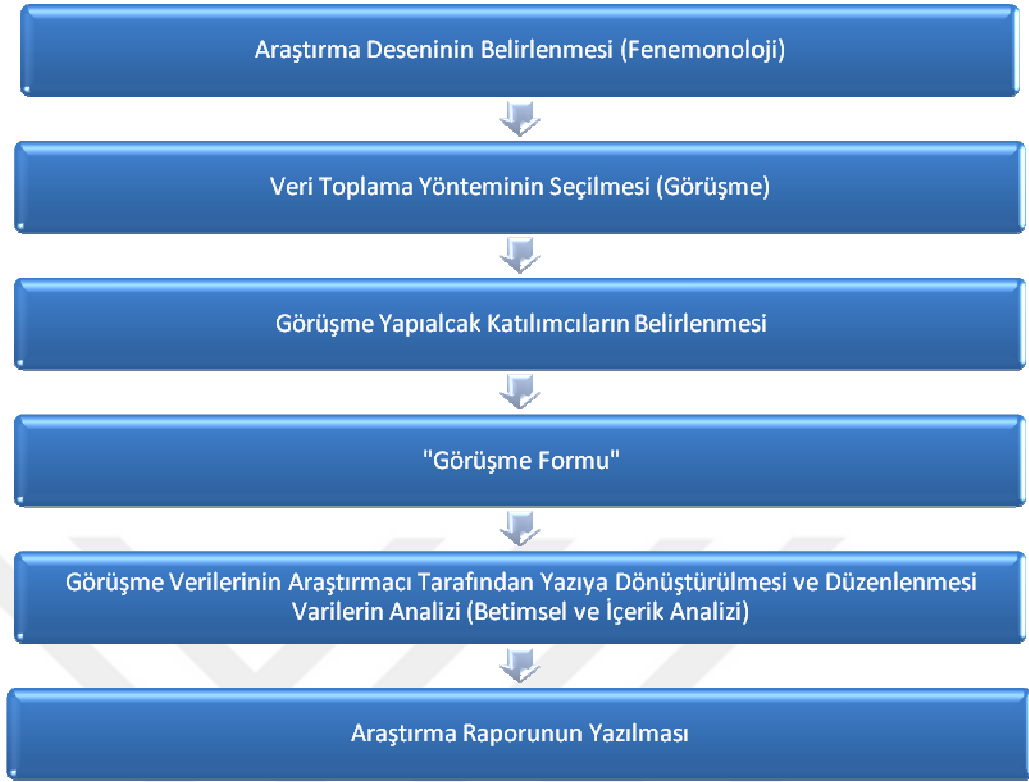 Araştırma Deseninin Belirlenmesi (Fenemonoloji)
Veri Toplama Yönteminin Seçilmesi (Görüşme)
Görüşme Yapıalcak Katılımcıların Belirlenmesi
"Görüşme Formu"
Görüşme Verilerinin Araştırmacı Tarafından Yazıya Dönüştürülmesi ve Düzenlenmesi
Varilerin Analizi (Betimsel ve İçerik Analizi)
Araştırma Raporunun Yazılması